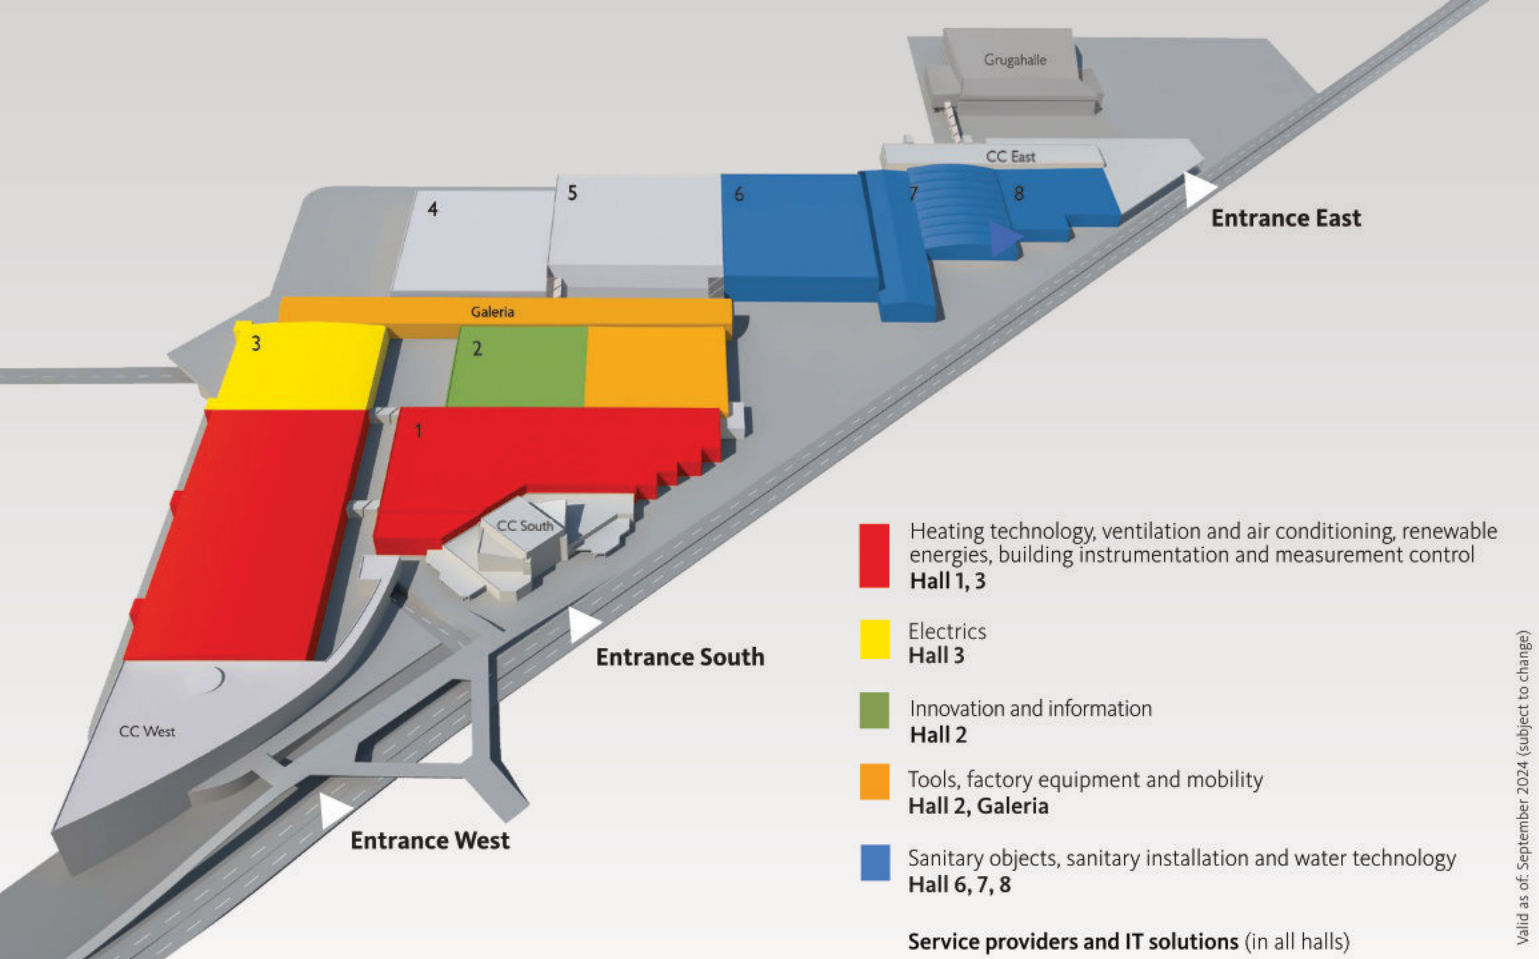 Grugahalle
CC East
4
5
6
7
8
Entrance East
Galeria
3
2
1
CC South
Entrance South
CC West
Entrance West
Heating technology, ventilation and air conditioning, renewable
energies, building instrumentation and measurement control
Hall 1, 3
Electrics
Hall 3
Innovation and information
Hall 2
Tools, factory equipment and mobility
Hall 2, Galeria
Sanitary objects, sanitary installation and water technology
Hall 6, 7, 8
Service providers and IT solutions (in all halls)
Valid as of: September 2024 (subject to change)